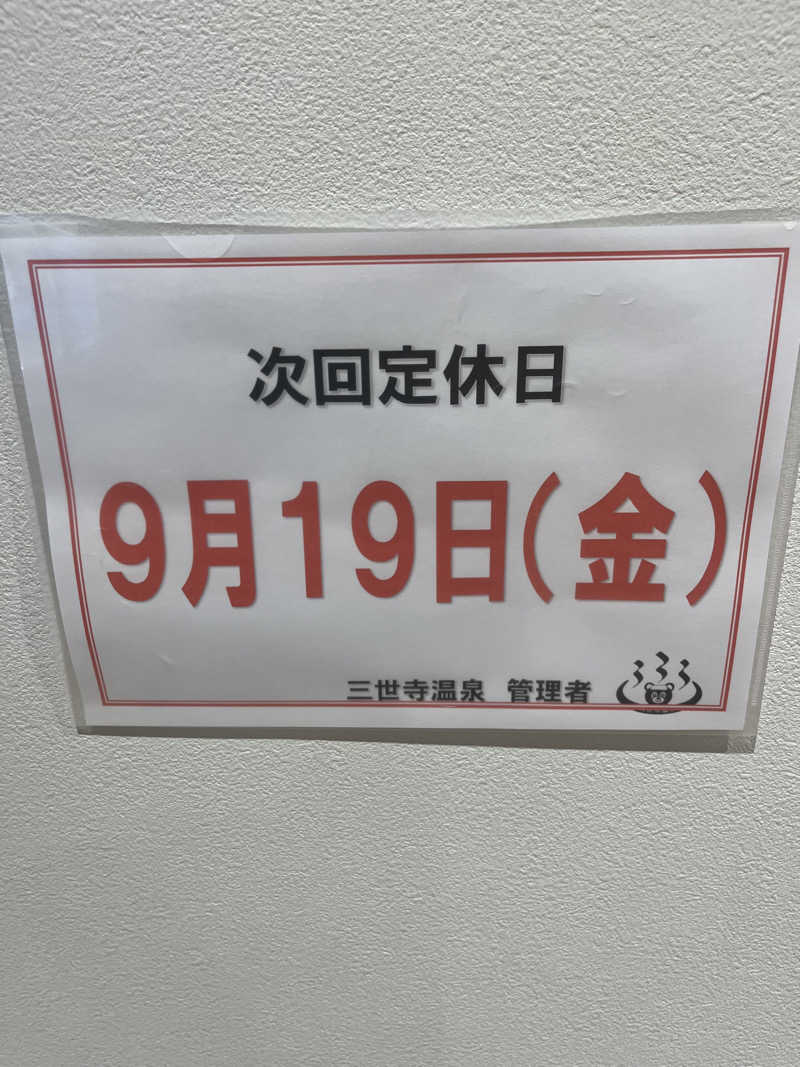 次回定休日
9月19日(金)
三世寺温泉 管理者